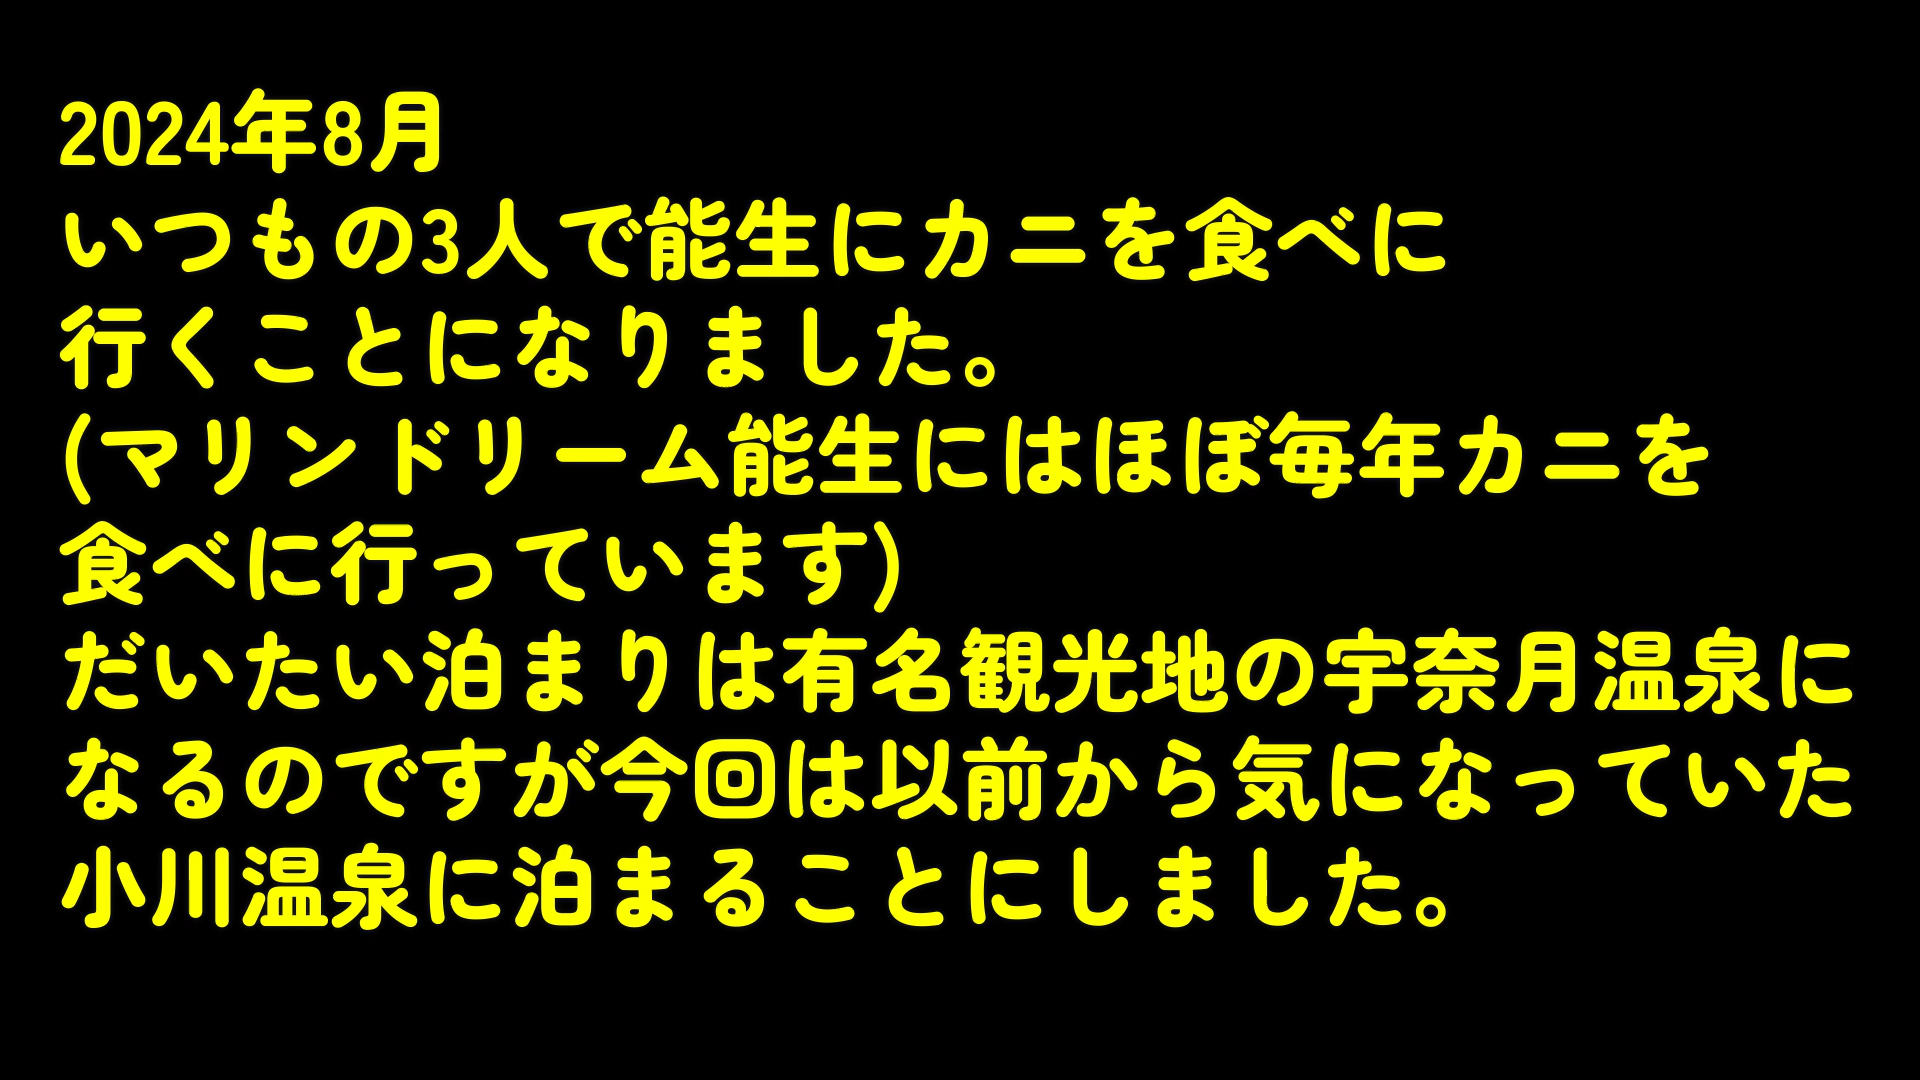 2024年8月
いつもの3人で能生にカニを食べに
行くことになりました。
(マリンドリーム能生にはほぼ毎年カニを
食べに行っています)
だいたい泊まりは有名観光地の宇奈月温泉に
なるのですが今回は以前から気になっていた
小川温泉に泊まることにしました。